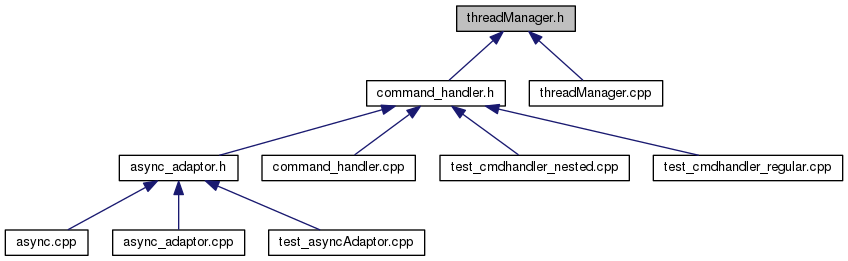 threadManager.h
command_handler.h
threadManager.cpp
async_adaptor.h
command_handler.cpp
test_cmdhandler_nested.cpp
test_cmdhandler_regular.cpp
async.cpp
async_adaptor.cpp
test_asyncAdaptor.cpp